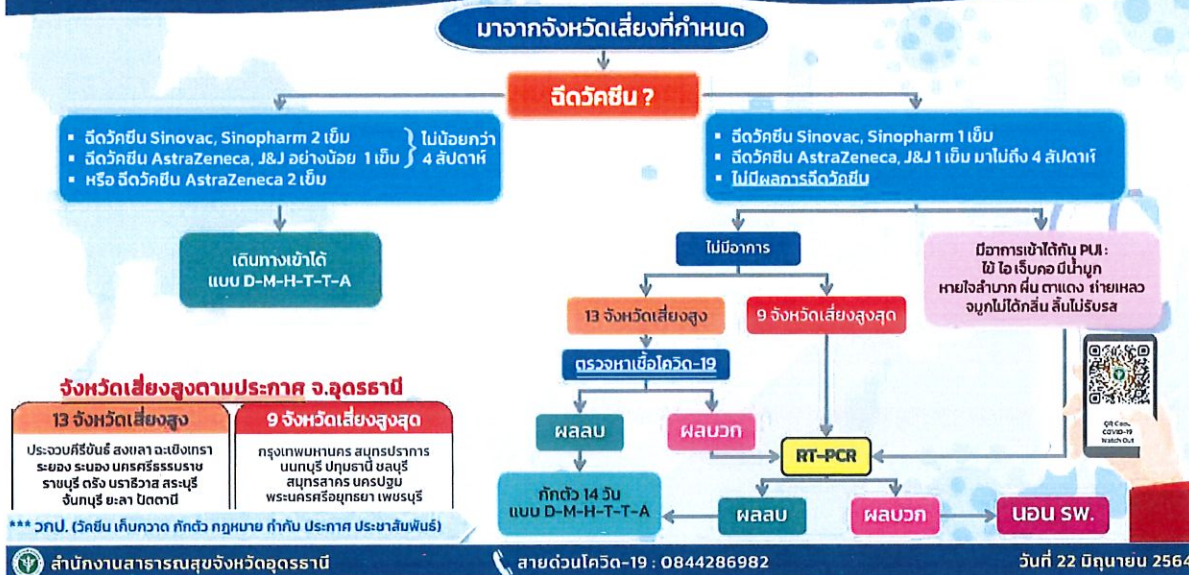 มาจากจังหวัดเสี่ยงที่กำหนด
ฉีดวัคซีน ?
▪ ฉีดวัคซีน Sinovac, Sinopharm 2 เข็ม
▪ ฉีดวัคซีน AstraZeneca, J&J อย่างน้อย 1 เข็ม
▪ หรือ ฉีดวัคซีน AstraZeneca 2 เข็ม
ไม่น้อยกว่า
4 สัปดาห์
▪ ฉีดวัคซีน Sinovac, Sinopharm 1 เข็ม
▪ ฉีดวัคซีน AstraZeneca, J&J 1 เข็ม มาไม่ถึง 4 สัปดาห์
▪ ไม่มีผลการฉีดวัคซีน
เดินทางเข้าได้
แบบ D-M-H-T-T-A
ไม่มีอาการ
มีอาการเข้าได้กับ PUI :
ไข้ ไอ เจ็บคอ มีน้ำมูก
หายใจลำบาก ผื่น ตาแดง ถ่ายเหลว
จมูกไม่ได้กลิ่น ลิ้นไม่รับรส
13 จังหวัดเสี่ยงสูง
9 จังหวัดเสี่ยงสูงสุด
ตรวจหาเชื้อโควิด-19
ผลลบ
ผลบวก
RT-PCR
กักตัว 14 วัน
แบบ D-M-H-T-T-A
ผลลบ
ผลบวก
นอน รพ.
QR Code
COVID-19
Watch Out
จังหวัดเสี่ยงสูงตามประกาศ จ.อุดรธานี
13 จังหวัดเสี่ยงสูง
ประจวบคีรีขันธ์ สงขลา ฉะเชิงเทรา
ระยอง ระนอง นครศรีธรรมราช
ราชบุรี ตรัง นราธิวาส สระบุรี
จันทบุรี ยะลา ปัตตานี
9 จังหวัดเสี่ยงสูงสุด
กรุงเทพมหานคร สมุทรปราการ
นนทบุรี ปทุมธานี ชลบุรี
สมุทรสาคร นครปฐม
พระนครศรีอยุทธยา เพชรบุรี
*** วกป. (วัคซีน เก็บกวาด กักตัว กฎหมาย กำกับ ประกาศ ประชาสัมพันธ์)
สำนักงานสาธารณสุขจังหวัดอุดรธานี
สายด่วนโควิด-19 : 0844286982
วันที่ 22 มิถุนายน 2564